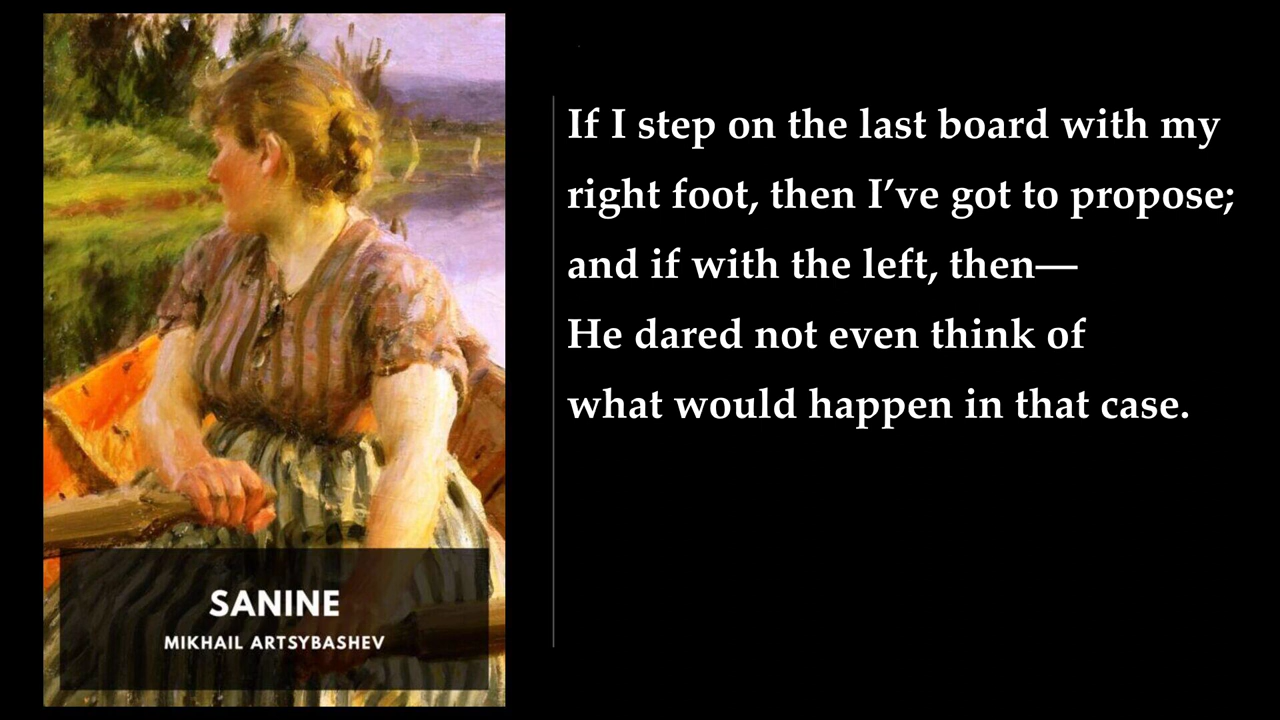 SANINE
MIKHAIL ARTSYBASHEV
If I step on the last board with my
right foot, then I’ve got to propose;
and if with the left, then—
He dared not even think of
what would happen in that case.